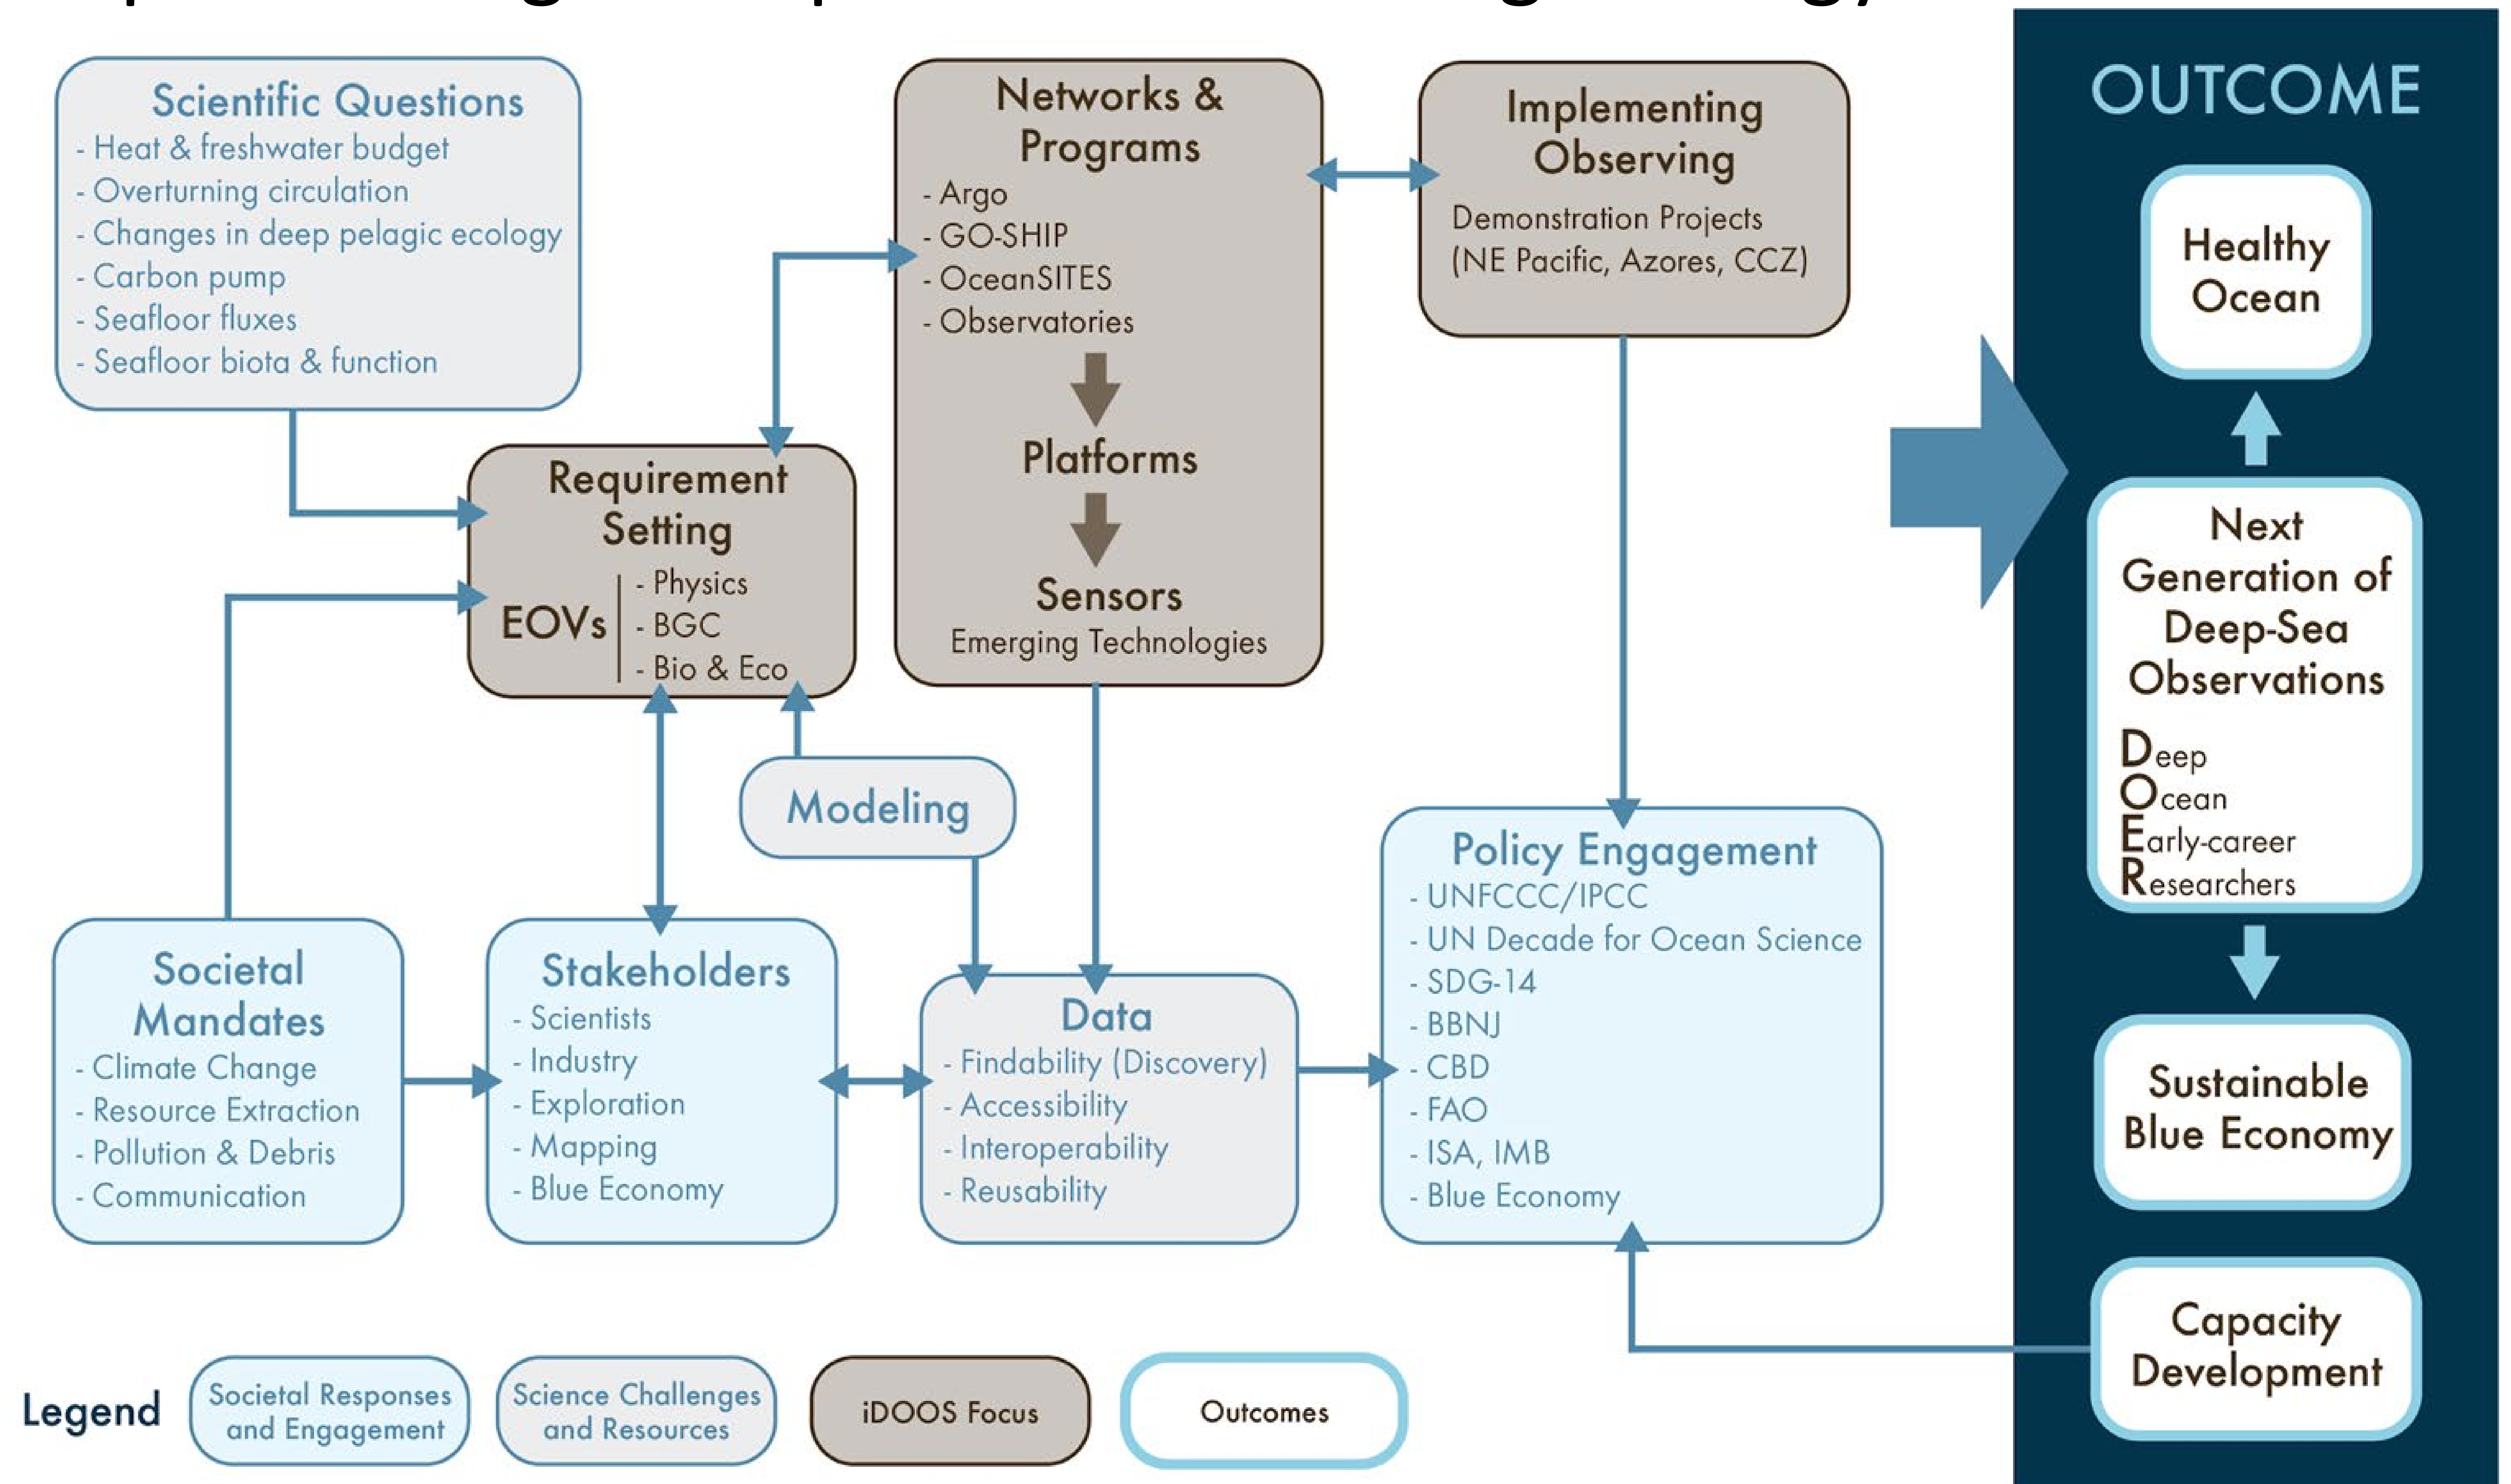 Scientific Questions
- Heat & freshwater budget
- Overturning circulation
- Changes in deep pelagic ecology
- Carbon pump
- Seafloor fluxes
- Seafloor biota & function
Networks &
Programs
- Argo
- GO-SHIP
- OceanSITES
- Observatories
Platforms
Sensors
Emerging Technologies
Implementing
Observing
Demonstration Projects
(NE Pacific, Azores, CCZ)
Requirement
Setting
EOVs
- Physics
- BGC
- Bio & Eco
Modeling
Societal
Mandates
- Climate Change
- Resource Extraction
- Pollution & Debris
- Communication
Stakeholders
- Scientists
- Industry
- Exploration
- Mapping
- Blue Economy
Data
- Findability (Discovery)
- Accessibility
- Interoperability
- Reusability
Policy Engagement
- UNFCCC/IPCC
- UN Decade for Ocean Science
- SDG-14
- BBNJ
- CBD
- FAO
- ISA, IMB
- Blue Economy
OUTCOME
Healthy
Ocean
Next
Generation of
Deep-Sea
Observations
Deep
Ocean
Early-career
Researchers
Sustainable
Blue Economy
Capacity
Development
Legend
Societal Responses
and Engagement
Science Challenges
and Resources
iDOOS Focus
Outcomes